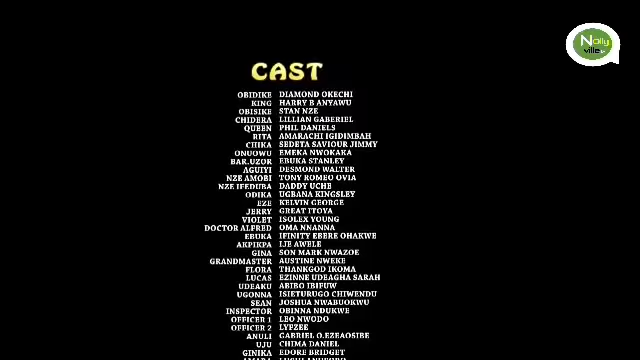 Nolly
ville
CAST
OBIDIKE DIAMOND OKECHI
KING HARRY B ANYAWU
OBISIKE STAN NZE
CHIDERA LILLIAN GABERIEL
QUEEN PHIL DANIELS
RITA AMARACHI IGIDIMBAH
CHIKA SEDETA SAVIOUR JIMMY
ONUOWU EMEKA NWOKAKA
BAR.UZOR EBUKA STANLEY
AGUIYI DESMOND WALTER
NZE AMOBI TONY ROMEO OVIA
NZE IFEDUBA DADDY UCHE
ODIKA UGBANA KINGSLEY
EZE KELVIN GEORGE
JERRY GREAT ITOYA
VIOLET ISOLEX YOUNG
DOCTOR ALFRED OMA NNANNA
EBUKA IFINITY EBERE OHAKWE
AKPIKPA IJE AWELE
GINA SON MARK NWAZOE
GRANDMASTER AUSTINE NWEKE
FLORA THANKGOD IKOMA
LUCAS EZINNE UDEAGHA SARAH
UDEAKU ABIBO IBIFUW
UGONNA ISIETURUGO CHIWENDU
SEAN JOSHUA NWABUOKWU
INSPECTOR OBINNA NDUKWE
OFFICER 1 LEO NWODO
OFFICER 2 LYPZEE
ANULI GABRIEL O.EZEAOSIBE
UJU CHIMA DANIEL
GINIKA EDORE BRIDGET